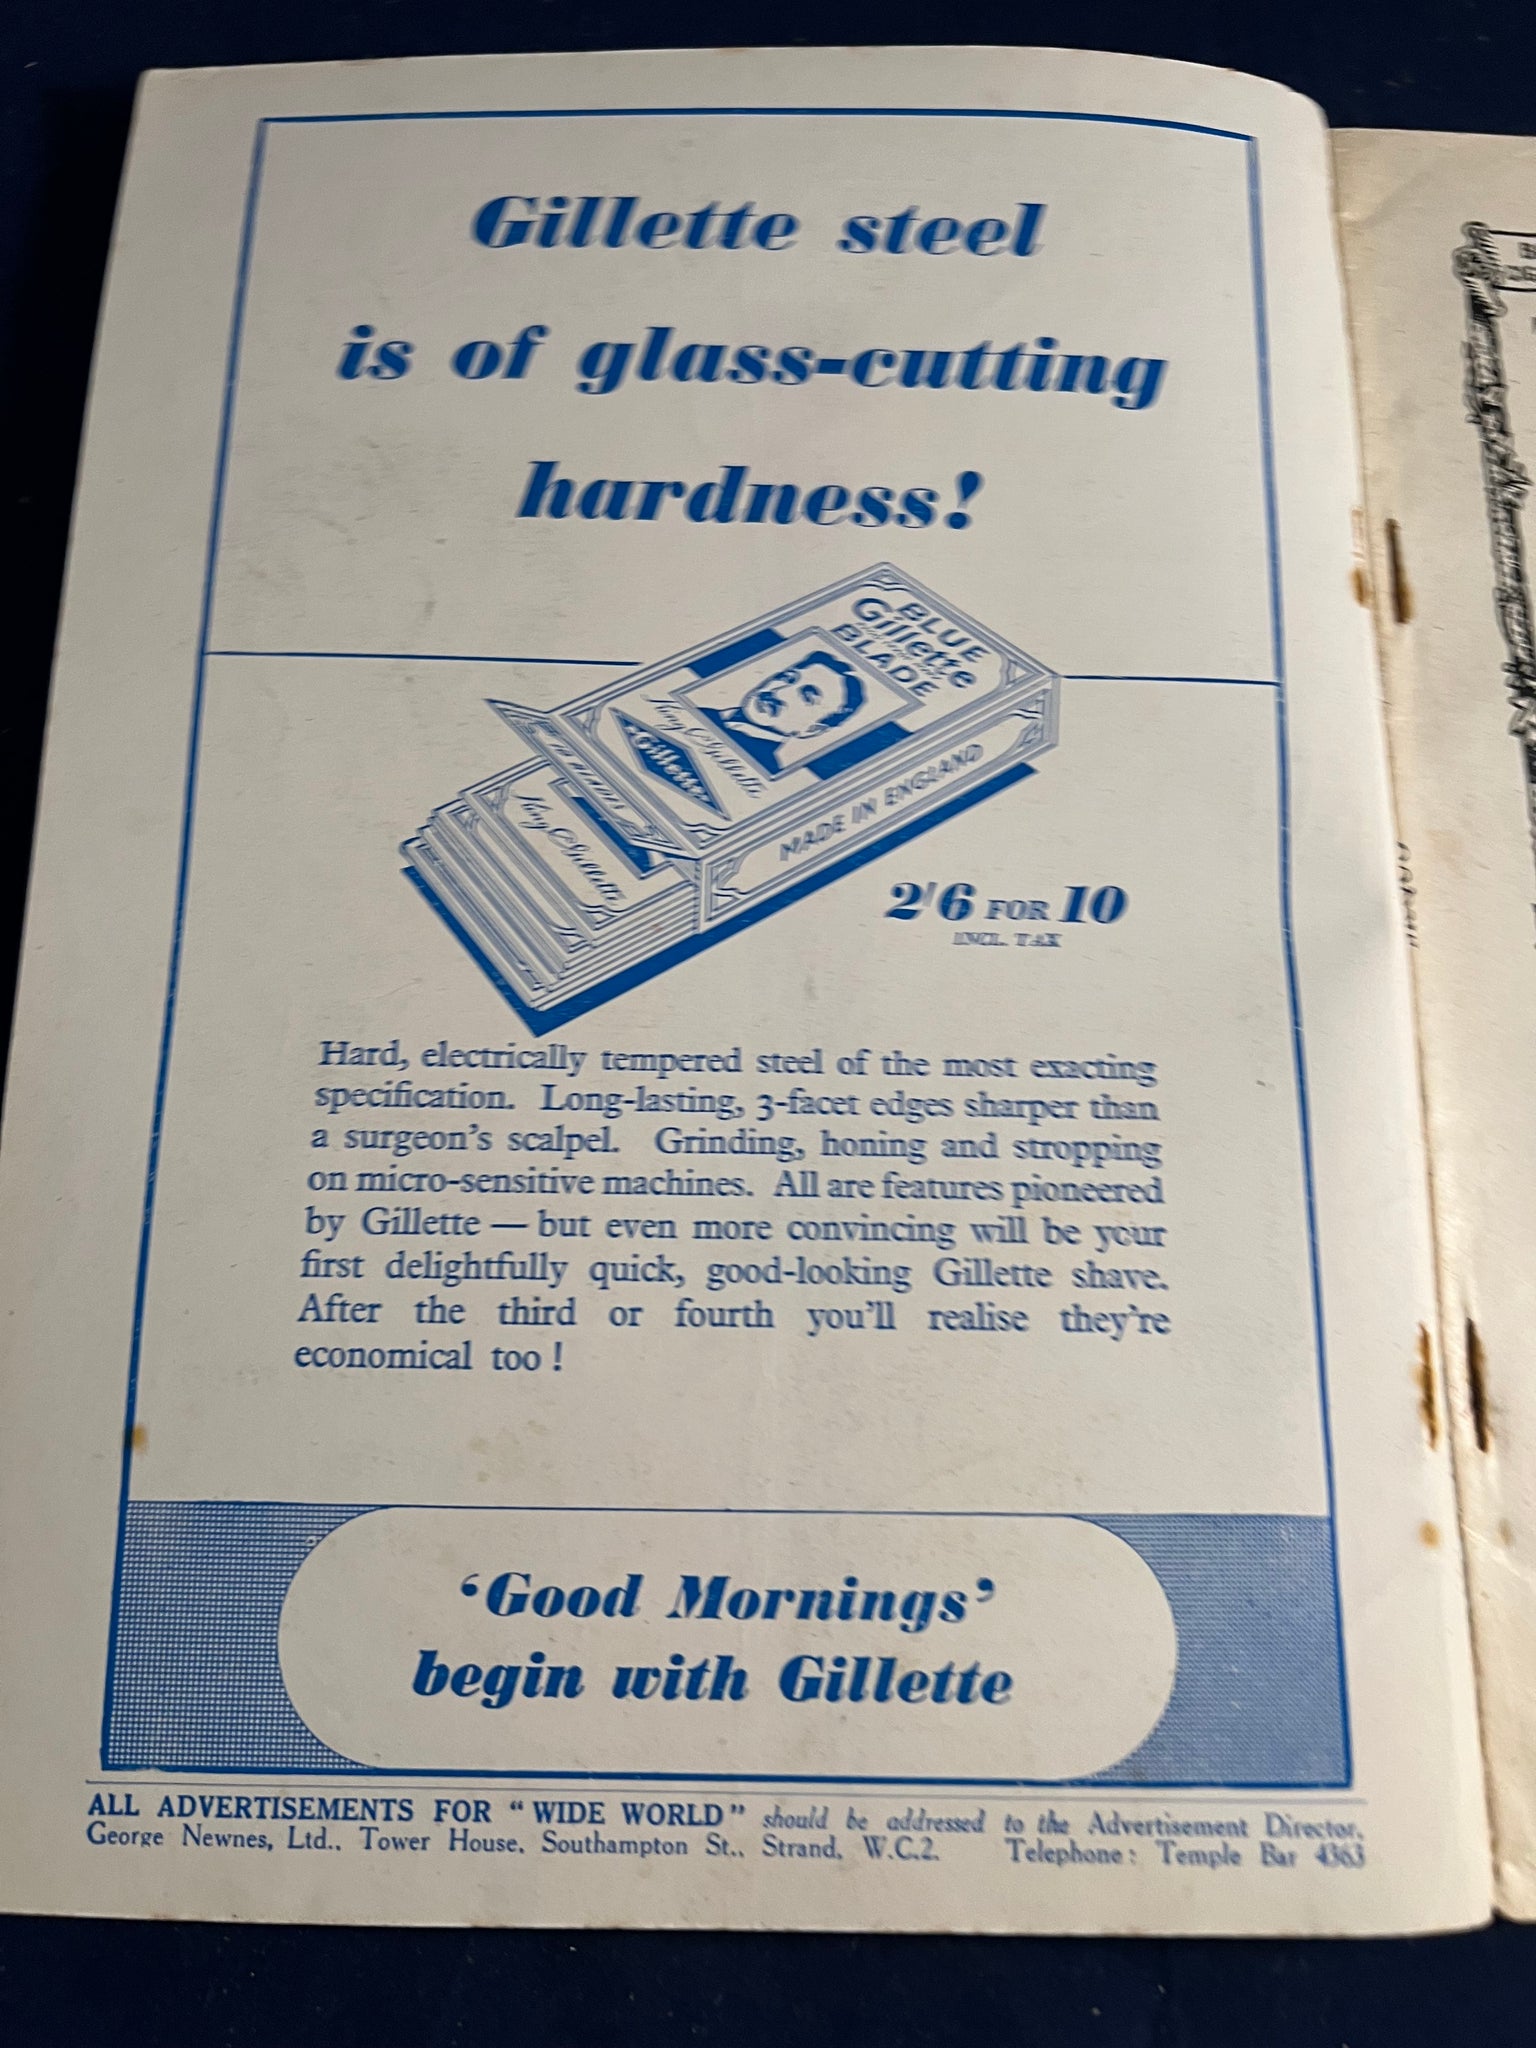 Gillette steel
is of glass-cutting
hardness!
BLUE
Gillette
BLADE
King Gillette
Gillette
MADE IN ENGLAND
King Gillette
2'6 FOR 10
INCL. TAX
Hard, electrically tempered steel of the most exacting
specification. Long-lasting, 3-facet edges sharper than
a surgeon's scalpel. Grinding, honing and stropping
on micro-sensitive machines. All are features pioneered
by Gillette — but even more convincing will be your
first delightfully quick, good-looking Gillette shave.
After the third or fourth you'll realise they're
economical too !
‘Good Mornings’
begin with Gillette
ALL ADVERTISEMENTS FOR “WIDE WORLD” should be addressed to the Advertisement Director,
George Newnes, Ltd., Tower House, Southampton St., Strand, W.C.2. Telephone: Temple Bar 4363